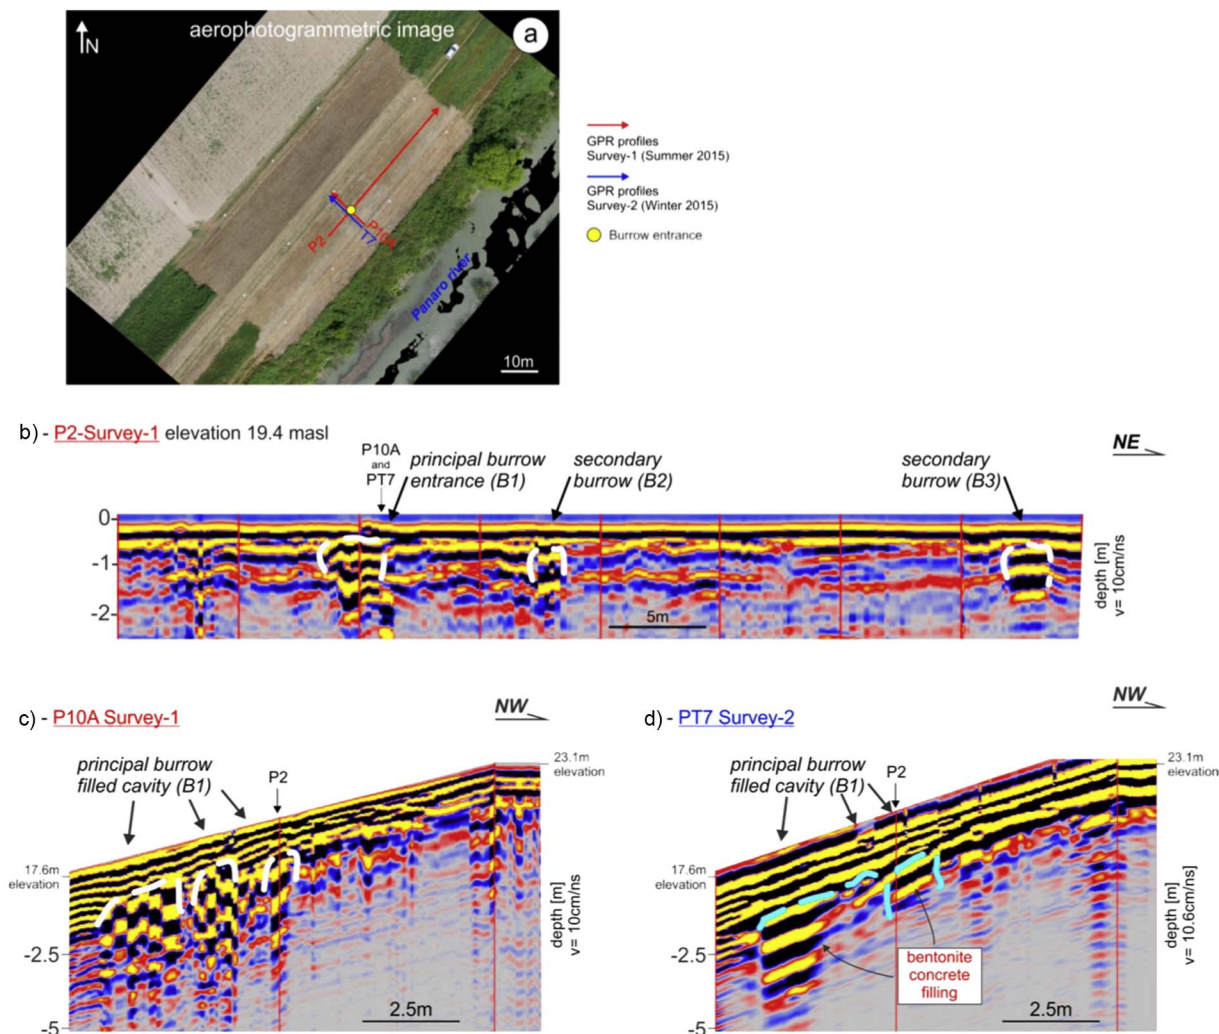 N
aerophotogrammetric image
a
P2
P10A
T7
Panaro river
10m
GPR profiles
Survey-1 (Summer 2015)
GPR profiles
Survey-2 (Winter 2015)
Burrow entrance
b) - P2-Survey-1 elevation 19.4 masl
NE
P10A
and
PT7
principal burrow
entrance (B1)
secondary
burrow (B2)
secondary
burrow (B3)
0
-1
-2
5m
depth [m]
v= 10cm/ns
c) - P10A Survey-1
NW
principal burrow
filled cavity (B1)
P2
23.1m
elevation
17.6m
elevation
-2.5
-5
2.5m
depth [m]
v= 10cm/ns
d) - PT7 Survey-2
NW
principal burrow
filled cavity (B1)
P2
23.1m
elevation
17.6m
elevation
-2.5
-5
bentonite
concrete
filling
2.5m
depth [m]
v= 10.6cm/ns]